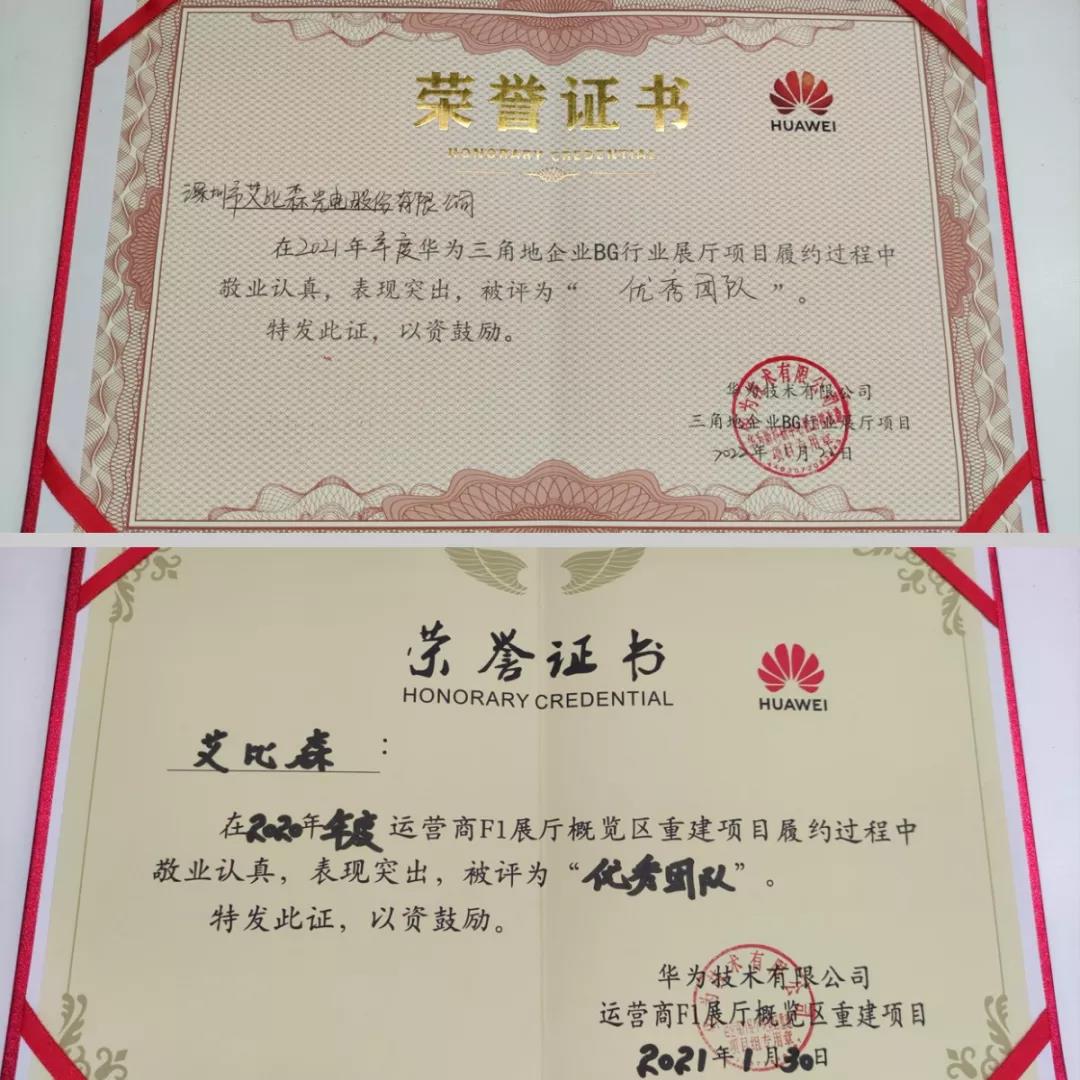 荣誉证书
HONORARY CREDENTIAL
HUAWEI
深圳市艾比森光电股份有限公司
在2021年年度华为三角地企业BG行业展厅项目履约过程中
敬业认真，表现突出，被评为“优秀团队”。
特发此证，以资鼓励。
华为技术有限公司
三角地企业BG行业展厅项目
2022年 月 日
荣誉证书
HONORARY CREDENTIAL
HUAWEI
艾比森：
在2020年年度运营商F1展厅概览区重建项目履约过程中
敬业认真，表现突出，被评为“优秀团队”。
特发此证，以资鼓励。
华为技术有限公司
运营商F1展厅概览区重建项目
2021年1月30日